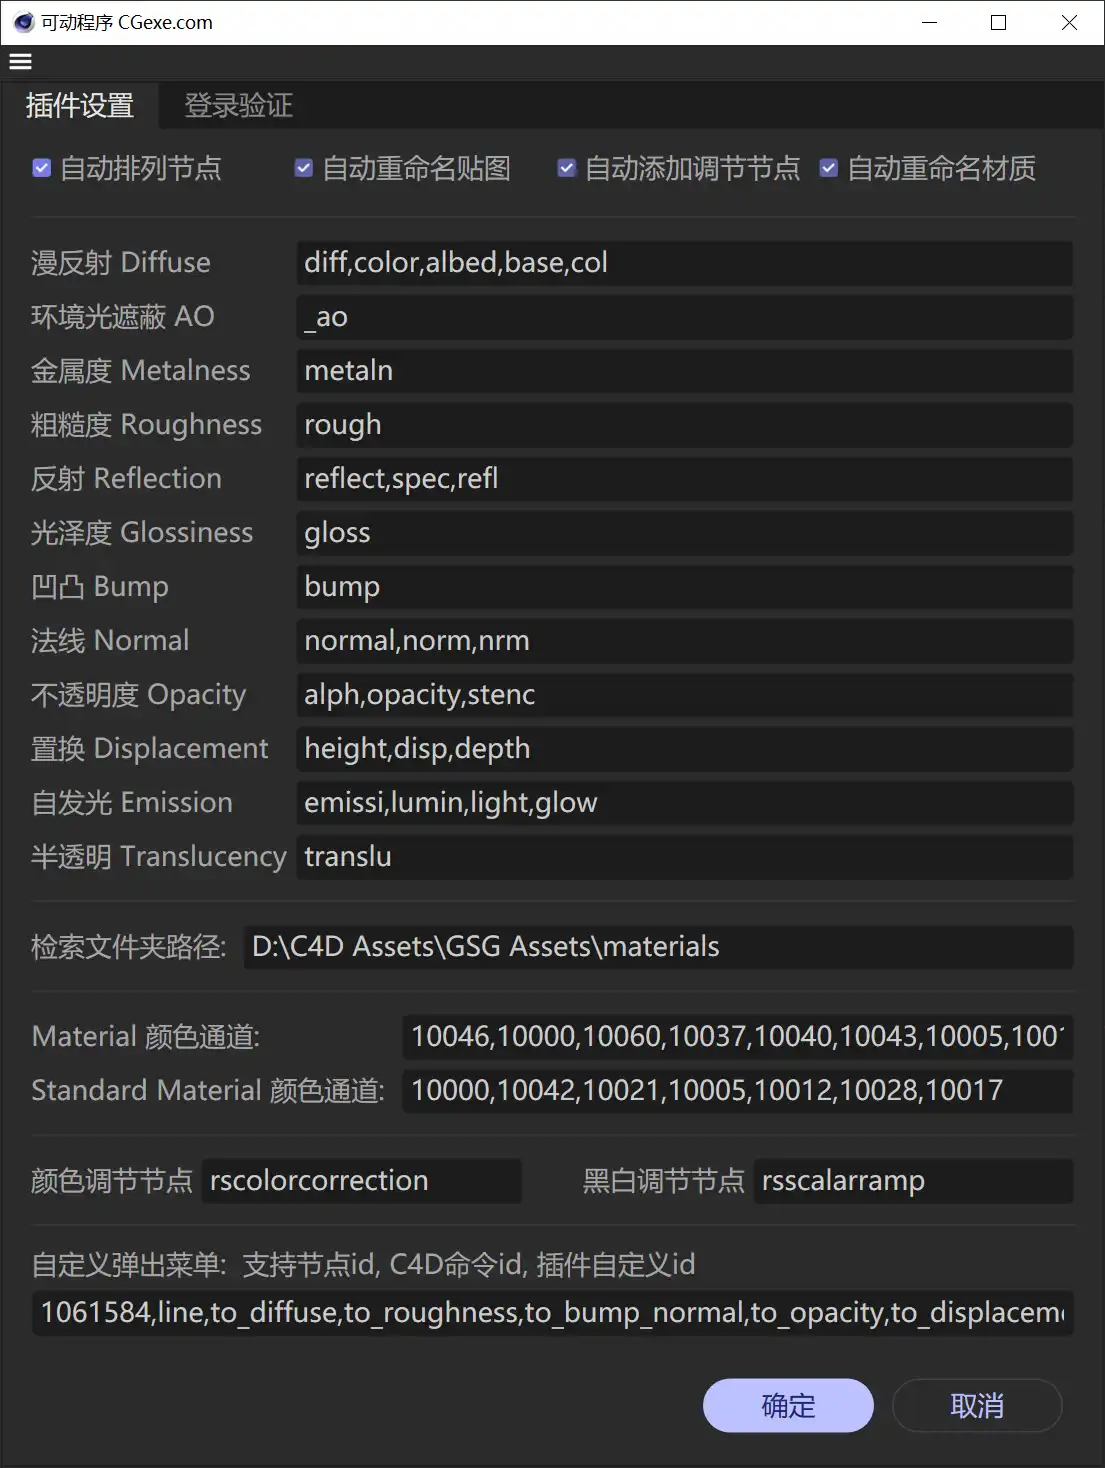 可动程序 CGexe.com
插件设置 登录验证
自动排列节点 自动重命名贴图 自动添加调节节点 自动重命名材质
漫反射 Diffuse diff,color,albed,base,col
环境光遮蔽 AO _ao
金属度 Metalness metaln
粗糙度 Roughness rough
反射 Reflection reflect,spec,refl
光泽度 Glossiness gloss
凹凸 Bump bump
法线 Normal normal,norm,nrm
不透明度 Opacity alph,opacity,stenc
置换 Displacement height,disp,depth
自发光 Emission emissi,lumin,light,glow
半透明 Translucency translu
检索文件夹路径: D:\C4D Assets\GSG Assets\materials
Material 颜色通道: 10046,10000,10060,10037,10040,10043,10005,1001
Standard Material 颜色通道: 10000,10042,10021,10005,10012,10028,10017
颜色调节节点 rscolorcorrection 黑白调节节点 rsscalarramp
自定义弹出菜单: 支持节点id, C4D命令id, 插件自定义id
1061584,line,to_diffuse,to_roughness,to_bump_normal,to_opacity,to_displaceme
确定 取消